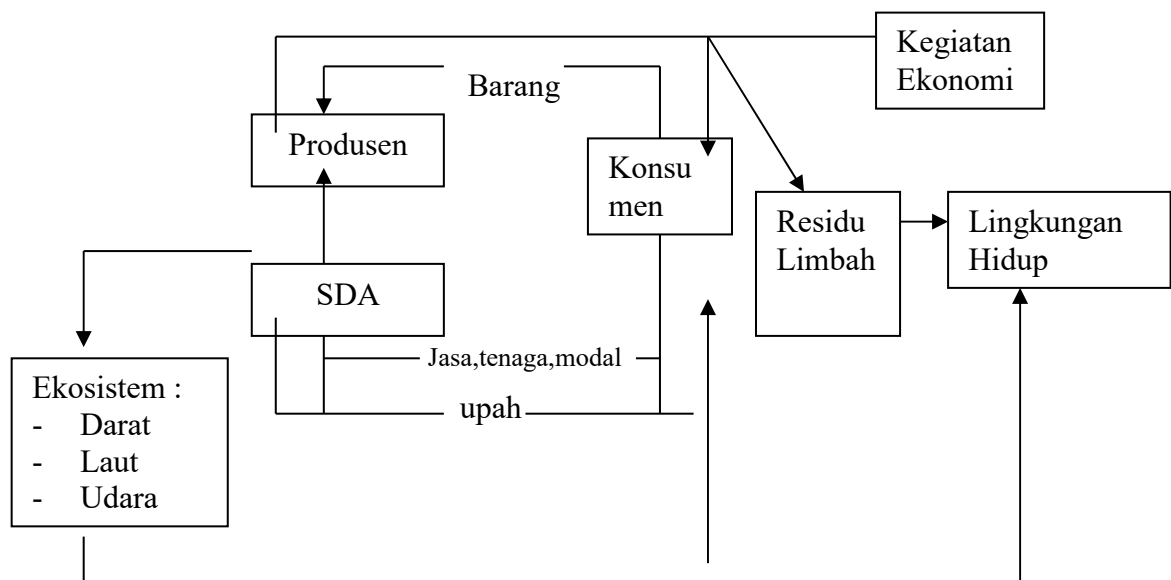 Kegiatan
Ekonomi
Barang
Produsen
Konsu
men
Residu
Limbah
Lingkungan
Hidup
SDA
Jasa,tenaga,modal
upah
Ekosistem :
- Darat
- Laut
- Udara